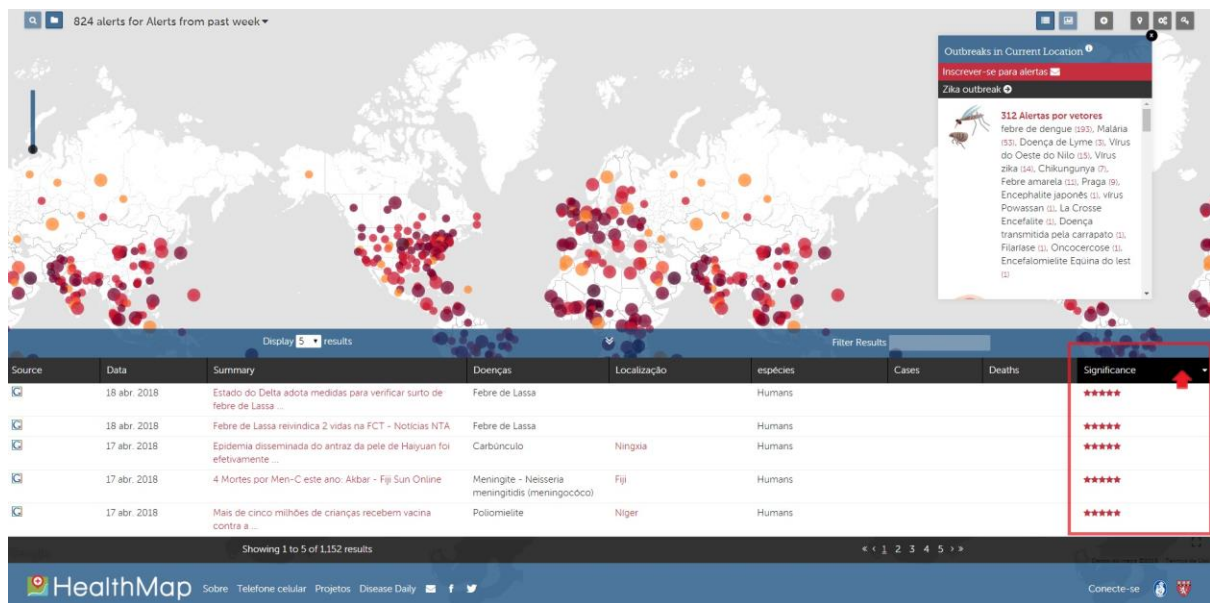 824 alerts for Alerts from past week
Outbreaks in Current Location
Inscrever-se para alertas
Zika outbreak
312 Alertas por vetores
febre de dengue (193), Malária
(53), Doença de Lyme (3), Vírus
do Oeste do Nilo (15), Vírus
zika (14), Chikungunya (7),
Febre amarela (11), Praga (9),
Encephalite japonês (1), vírus
Powassan (1), La Crosse
Encefalite (1), Doença
transmitida pela carrapato (1),
Filaríase (1), Oncocercose (1),
Encefalomielite Equina do lest
(1)
Display 5 results
Filter Results
Source Data Summary Doenças Localização espécies Cases Deaths Significance
G 18 abr. 2018 Estado do Delta adota medidas para verificar surto de febre de Lassa ... Febre de Lassa Humans ★★★★★
G 18 abr. 2018 Febre de Lassa reivindica 2 vidas na FCT - Notícias NTA Febre de Lassa Humans ★★★★★
G 17 abr. 2018 Epidemia disseminada do antraz da pele de Haiyuan foi efetivamente ... Carbúnculo Ningxia Humans ★★★★★
G 17 abr. 2018 4 Mortes por Men-C este ano: Akbar - Fiji Sun Online Meningite - Neisseria meningitidis (meningocóco) Fiji Humans ★★★★★
G 17 abr. 2018 Mais de cinco milhões de crianças recebem vacina contra a ... Poliomielite Níger Humans ★★★★★
Showing 1 to 5 of 1,152 results
« ‹ 1 2 3 4 5 › »
HealthMap Sobre Telefone celular Projetos Disease Daily
Conecte-se